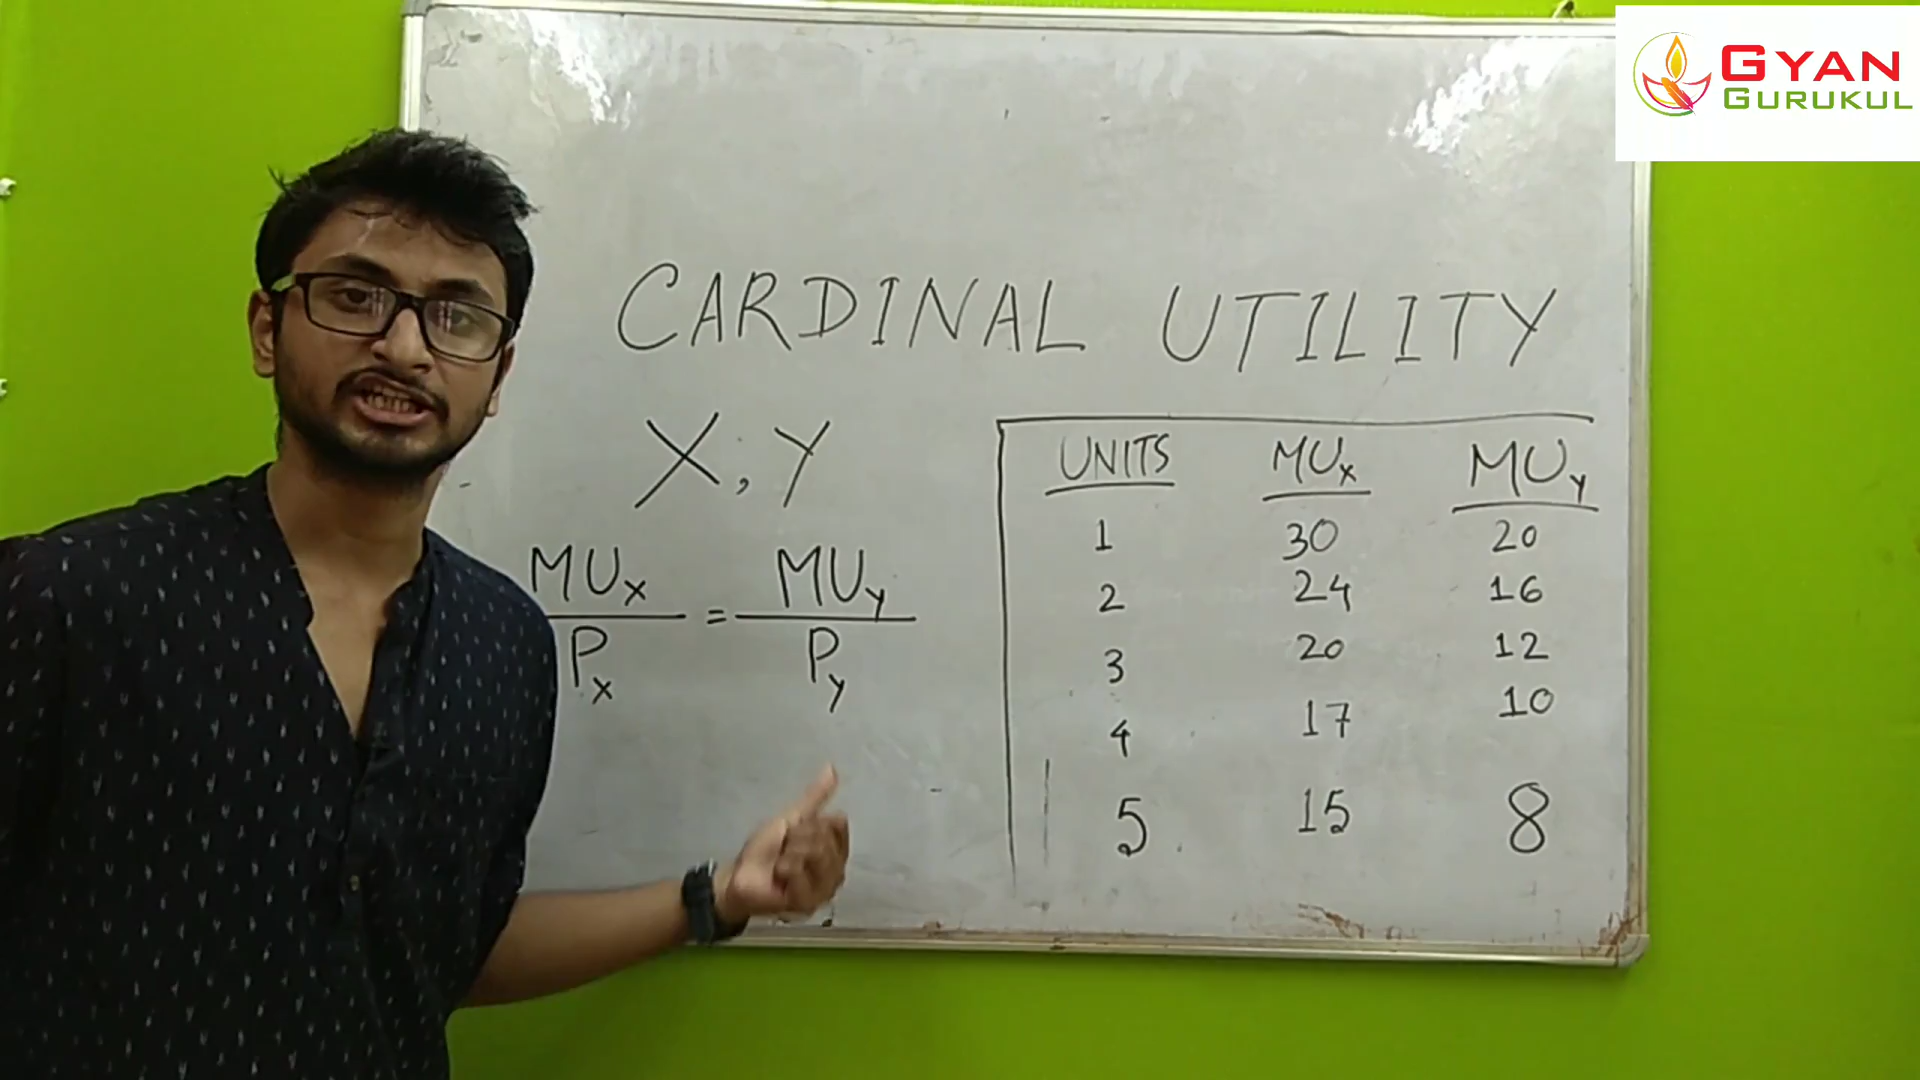 GYAN
GURUKUL
CARDINAL UTILITY
X, Y
MUx / Px = MUy / Py
UNITS MUx MUy
1 30 20
2 24 16
3 20 12
4 17 10
5 15 8